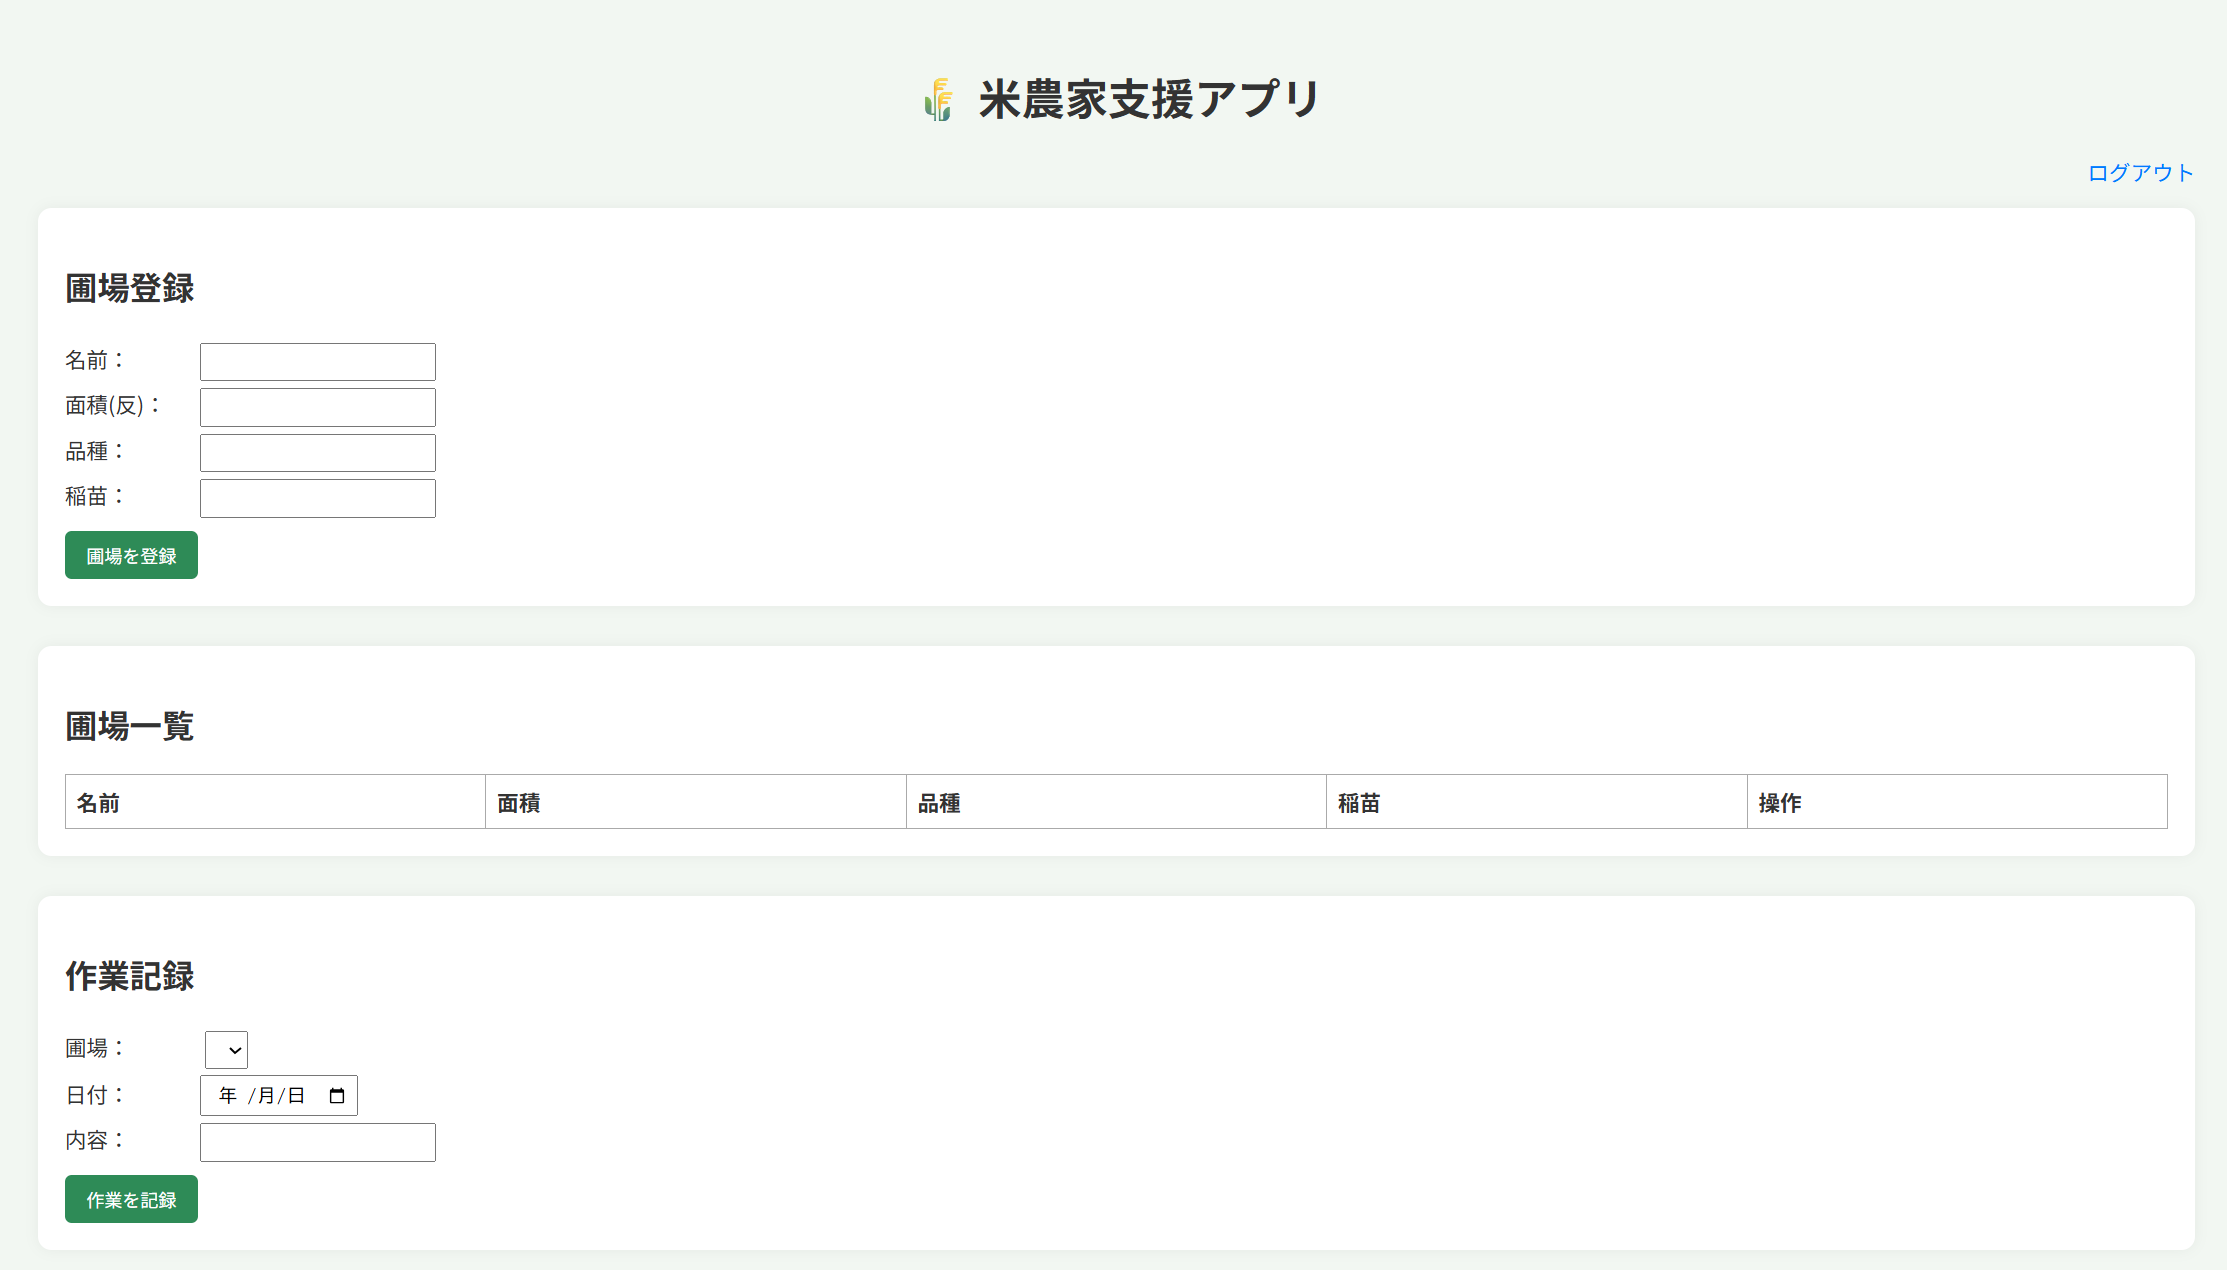 米農家支援アプリ
ログアウト
圃場登録
名前：
面積(反)：
品種：
稲苗：
圃場を登録
圃場一覧
名前 面積 品種 稲苗 操作
作業記録
圃場：
日付： 年 /月/日
内容：
作業を記録